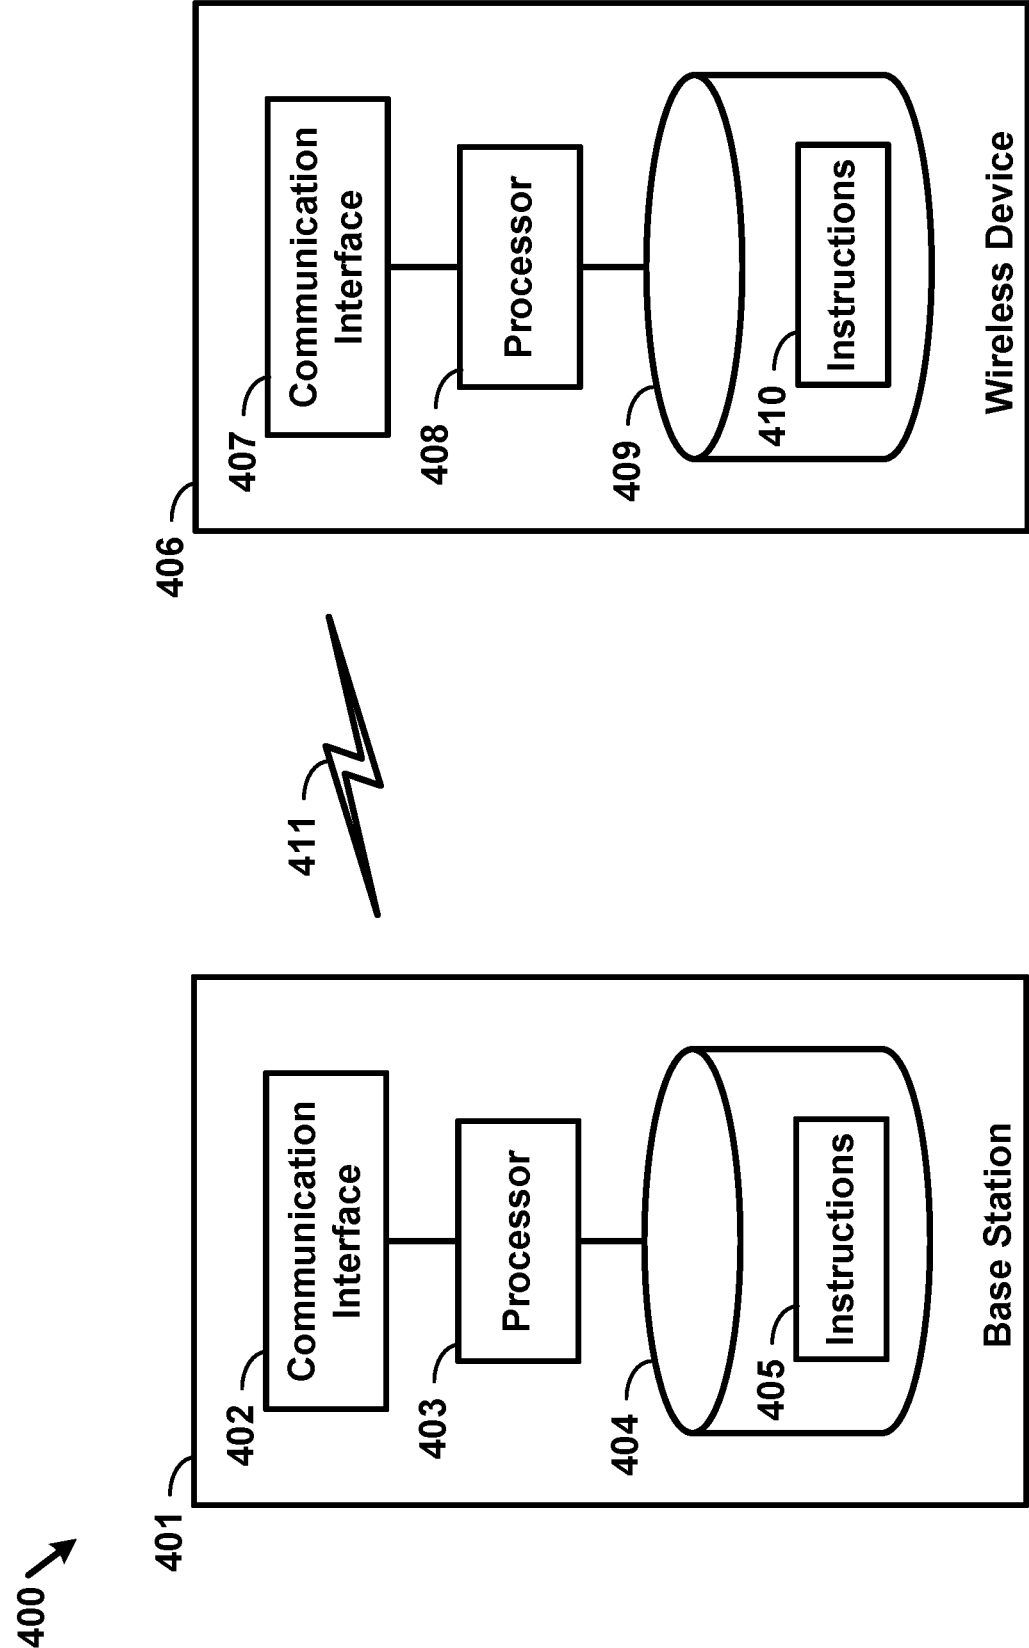 400
401
402
Communication
Interface
403
Processor
404
405
Instructions
Base Station
411
406
407
Communication
Interface
408
Processor
409
410
Instructions
Wireless Device